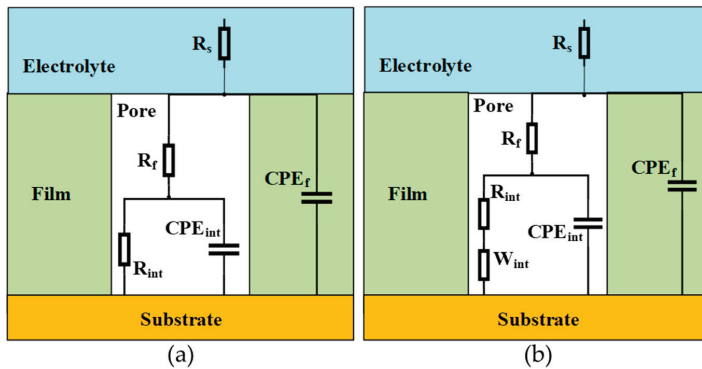 Rs
Electrolyte
Pore
Rf
CPEf
Film
CPEint
Rint
Substrate
(a)
Rs
Electrolyte
Pore
Rf
CPEf
Film
Rint
CPEint
Wint
Substrate
(b)